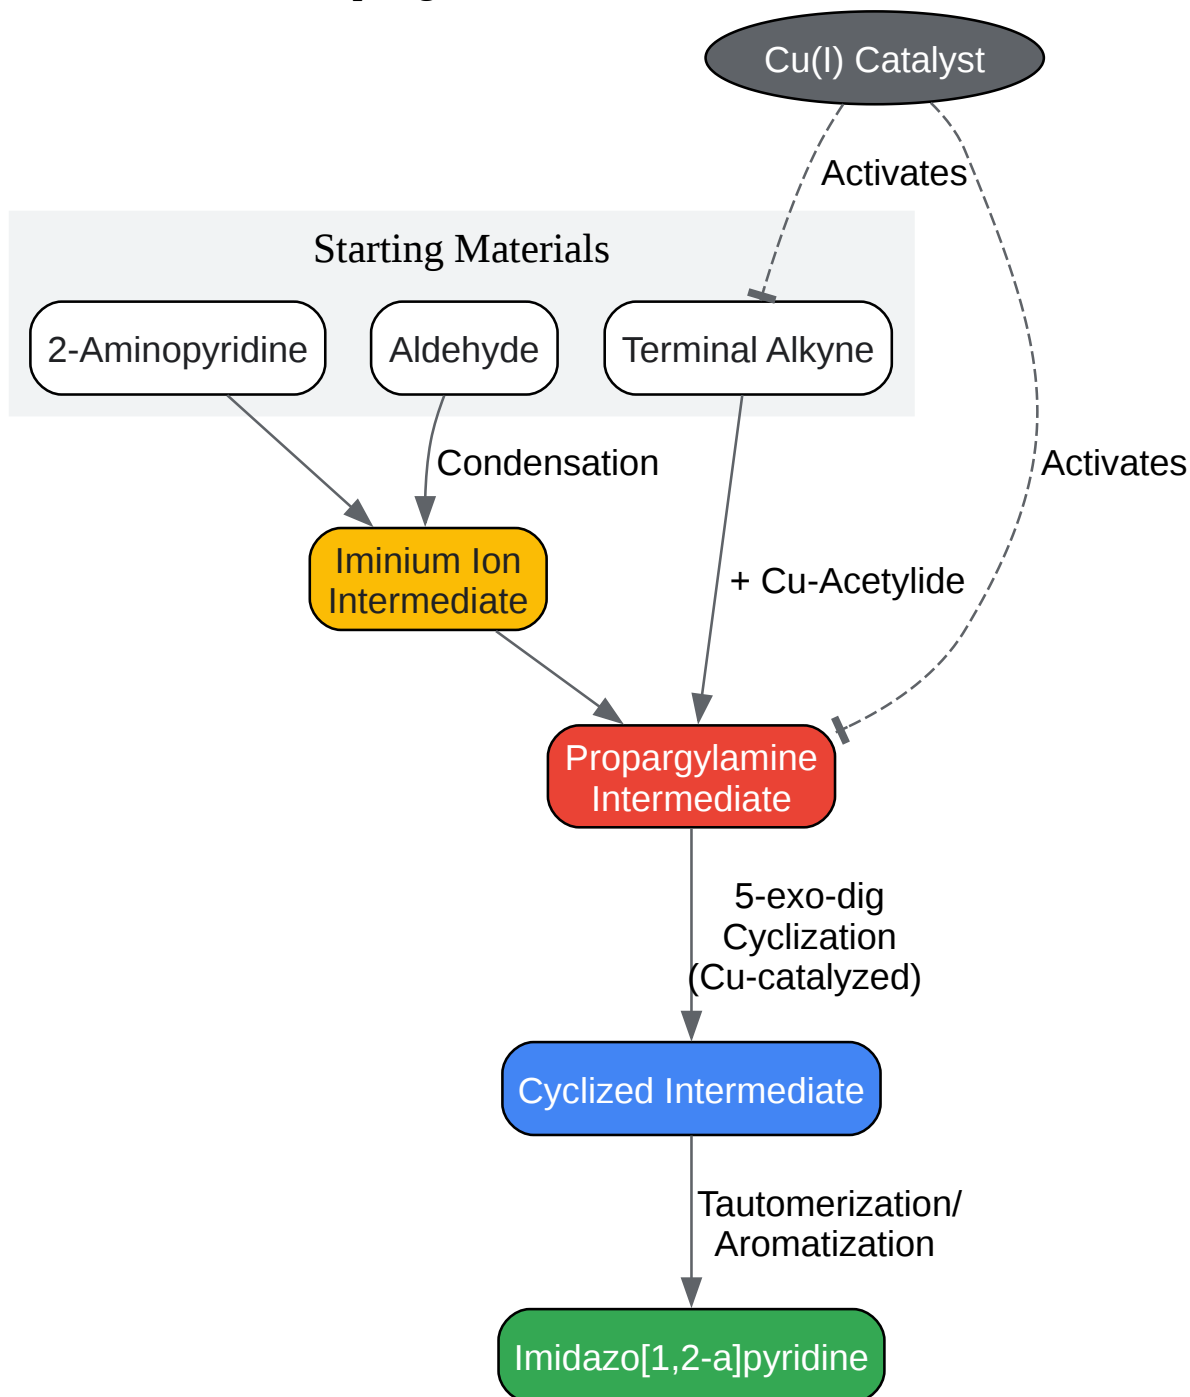 Cu(I) Catalyst
Activates
Starting Materials
2-Aminopyridine
Aldehyde
Terminal Alkyne
Condensation
Activates
Iminium Ion
Intermediate
+ Cu-Acetylide
Propargylamine
Intermediate
5-exo-dig
Cyclization
(Cu-catalyzed)
Cyclized Intermediate
Tautomerization/
Aromatization
Imidazo[1,2-a]pyridine